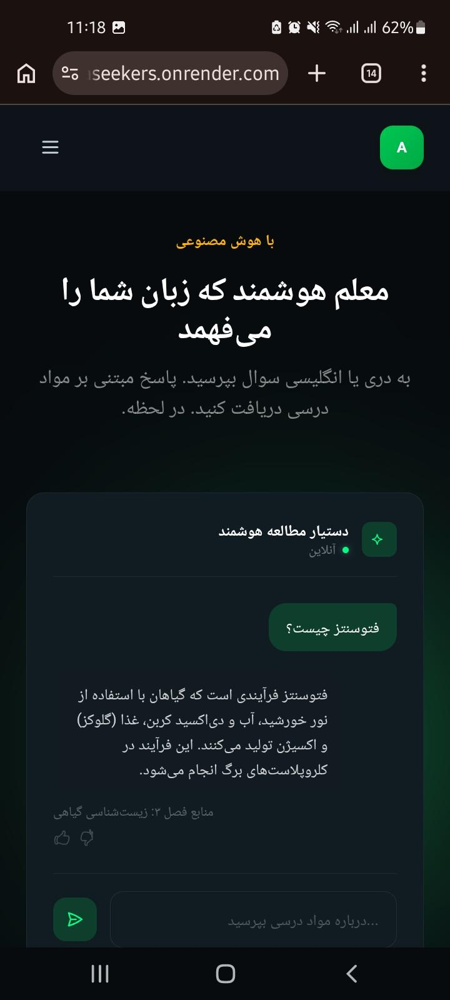 11:18
62%
seekers.onrender.com
14
A
با هوش مصنوعی
معلم هوشمند که زبان شما را
می‌فهمد
به دری یا انگلیسی سوال بپرسید. پاسخ مبتنی بر مواد
درسی دریافت کنید. در لحظه.
دستیار مطالعه هوشمند
آنلاین
فتوسنتز چیست؟
فتوسنتز فرآیندی است که گیاهان با استفاده از
نور خورشید، آب و دی‌اکسید کربن، غذا (گلوکز)
و اکسیژن تولید می‌کنند. این فرآیند در
کلروپلاست‌های برگ انجام می‌شود.
منابع فصل ۳: زیست‌شناسی گیاهی
...درباره مواد درسی بپرسید